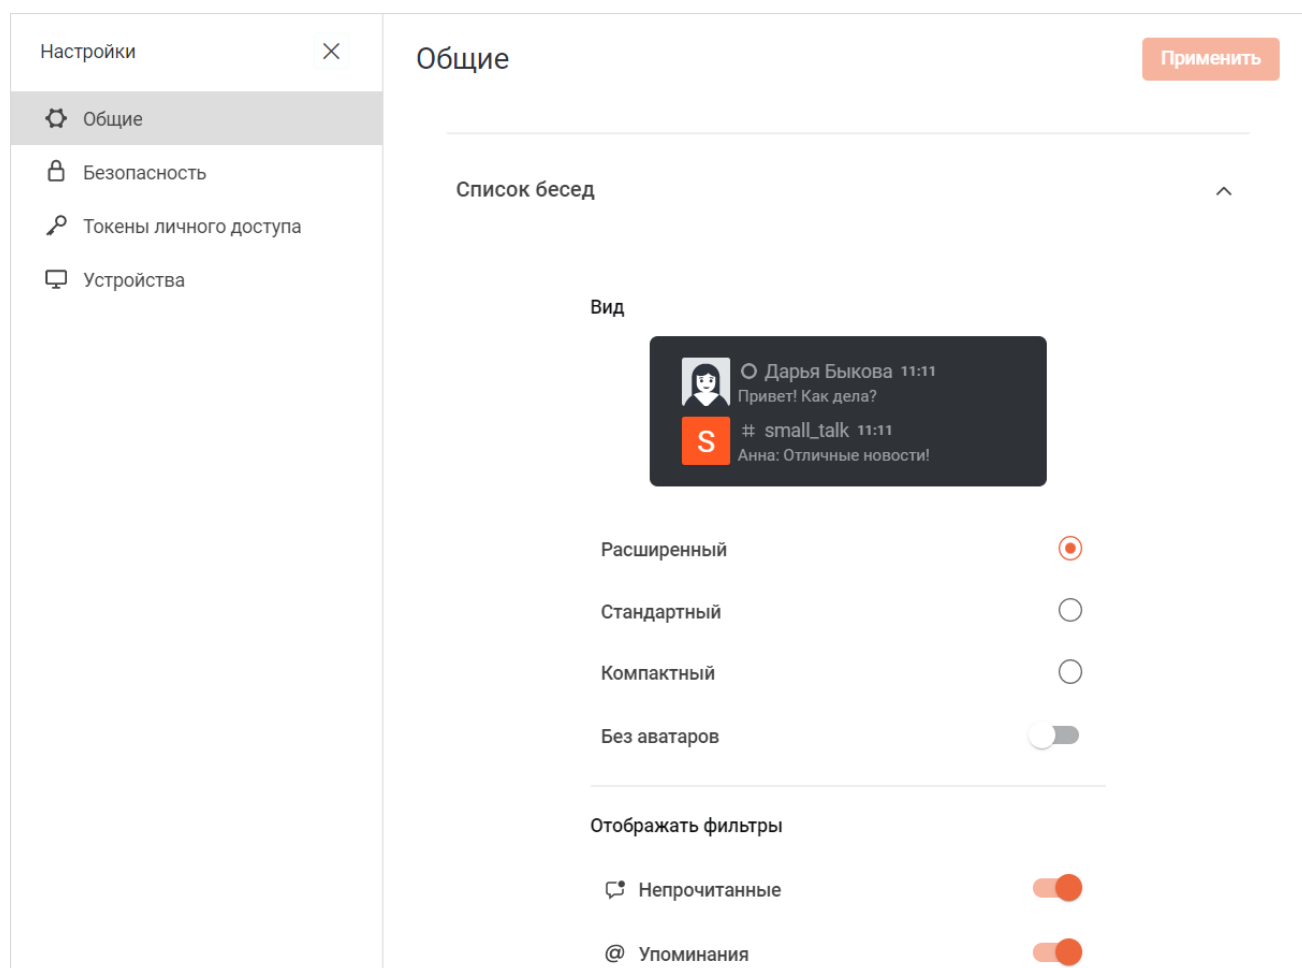 Настройки
Общие
Безопасность
Токены личного доступа
Устройства
Общие
Применить
Список бесед
Вид
Дарья Быкова 11:11
Привет! Как дела?
S
# small_talk 11:11
Анна: Отличные новости!
Расширенный
Стандартный
Компактный
Без аватаров
Отображать фильтры
Непрочитанные
@ Упоминания